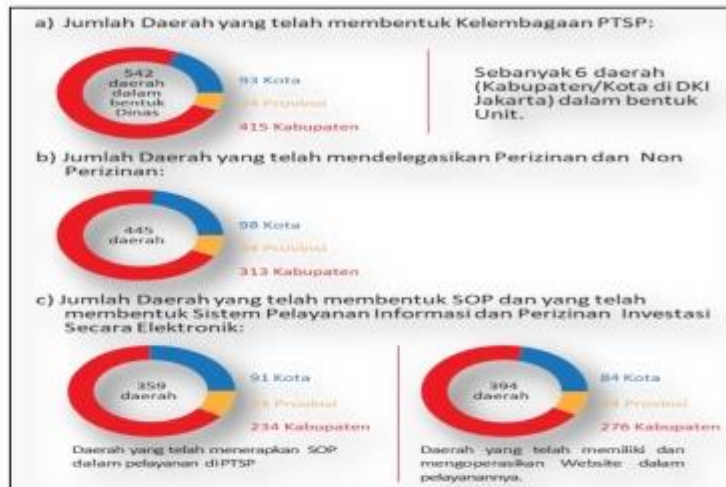 a) Jumlah Daerah yang telah membentuk Kelembagaan PTSP:
542
daerah
dalam
bentuk
Dinas
93 Kota
34 Provinsi
415 Kabupaten
Sebanyak 6 daerah
(Kabupaten/Kota di DKI
Jakarta) dalam bentuk
Unit.
b) Jumlah Daerah yang telah mendelegasikan Perizinan dan Non
Perizinan:
445
daerah
98 Kota
34 Provinsi
313 Kabupaten
c) Jumlah Daerah yang telah membentuk SOP dan yang telah
membentuk Sistem Pelayanan Informasi dan Perizinan Investasi
Secara Elektronik:
359
daerah
91 Kota
Provinsi
234 Kabupaten
Daerah yang telah menerapkan SOP
dalam pelayanan di PTSP
394
daerah
84 Kota
Provinsi
276 Kabupaten
Daerah yang telah memiliki dan
mengoperasikan Website dalam
pelayanannya.